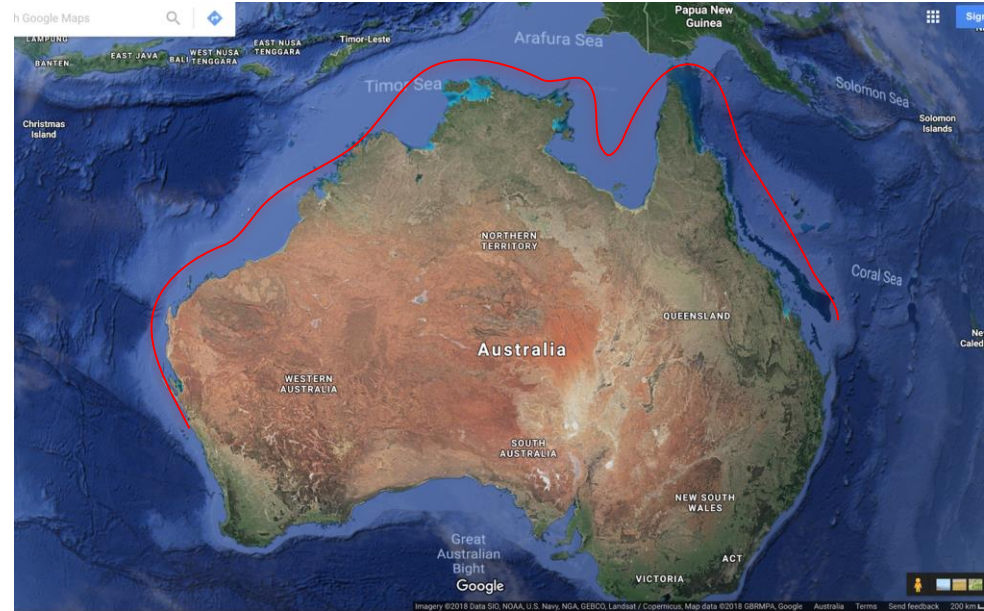 h Google Maps
Sign
Papua New
Guinea
LAMPUNG
BANTEN
EAST JAVA
BALI
WEST NUSA
TENGGARA
EAST NUSA
TENGGARA
Timor-Leste
Arafura Sea
Timor Sea
Solomon Sea
Solomon
Islands
Christmas
Island
NORTHERN
TERRITORY
Coral Sea
QUEENSLAND
Ne
Caled
Australia
WESTERN
AUSTRALIA
SOUTH
AUSTRALIA
NEW SOUTH
WALES
Great
Australian
Bight
ACT
VICTORIA
Google
Imagery ©2018 Data SIO, NOAA, U.S. Navy, NGA, GEBCO, Landsat / Copernicus, Map data ©2018 GBRMPA, Google Australia Terms Send feedback 200 km